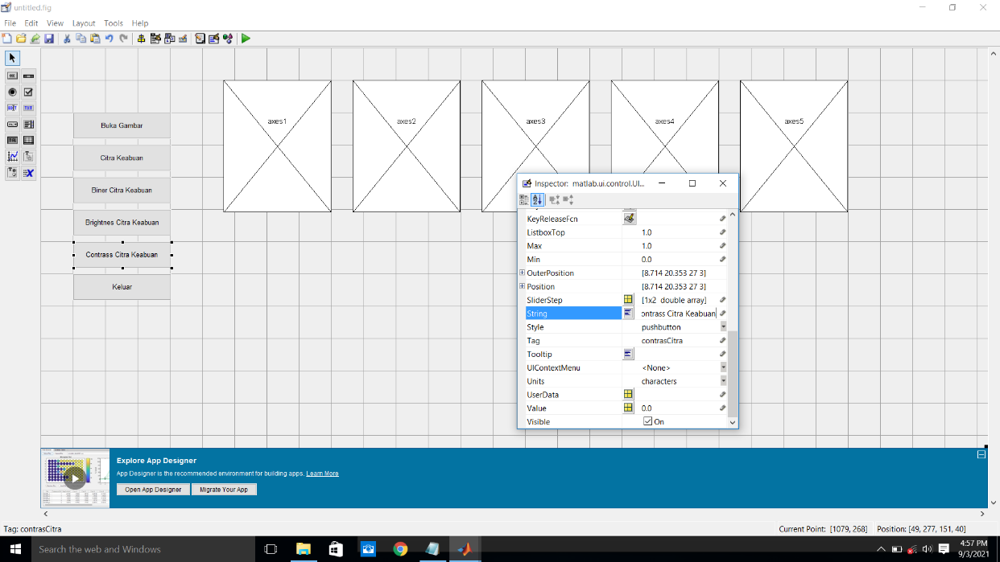 untitled.fig
File Edit View Layout Tools Help
Buka Gambar
Citra Keabuan
Biner Citra Keabuan
Brightnes Citra Keabuan
Contrass Citra Keabuan
Keluar
axes1
axes2
axes3
axes4
axes5
Inspector: matlab.ui.control.UI...
KeyReleaseFcn
ListboxTop 1.0
Max 1.0
Min 0.0
OuterPosition [8.714 20.353 27 3]
Position [8.714 20.353 27 3]
SliderStep [1x2 double array]
String ontrass Citra Keabuan
Style pushbutton
Tag contrasCitra
Tooltip
UIContextMenu <None>
Units characters
UserData
Value 0.0
Visible On
Explore App Designer
App Designer is the recommended environment for building apps. Learn More
Open App Designer Migrate Your App
Tag: contrasCitra Current Point: [1079, 268] Position: [49, 277, 151, 40]
Search the web and Windows
4:57 PM
9/3/2021